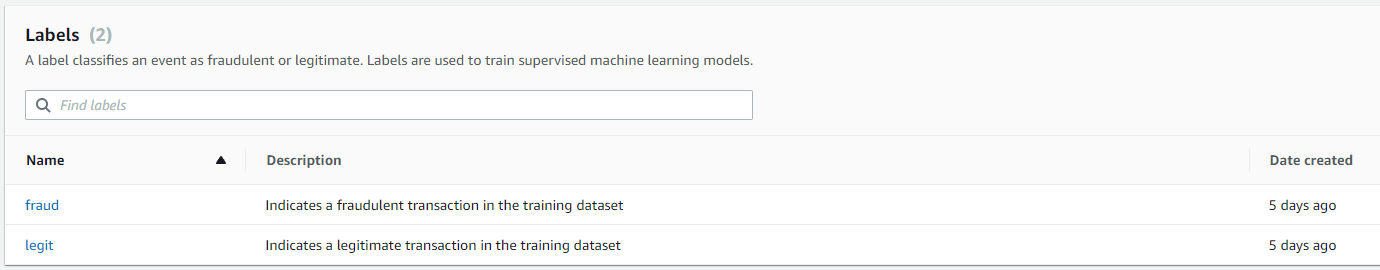 Labels (2)
A label classifies an event as fraudulent or legitimate. Labels are used to train supervised machine learning models.
Find labels
Name Description Date created
fraud Indicates a fraudulent transaction in the training dataset 5 days ago
legit Indicates a legitimate transaction in the training dataset 5 days ago